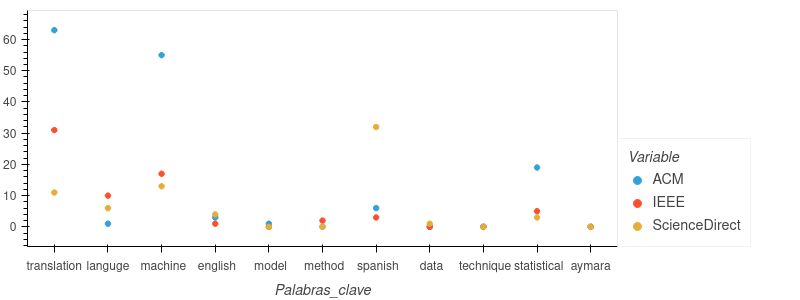 60
50
40
30
20
10
0
translation languge machine english model method spanish data technique statistical aymara
Palabras_clave
Variable
ACM
IEEE
ScienceDirect